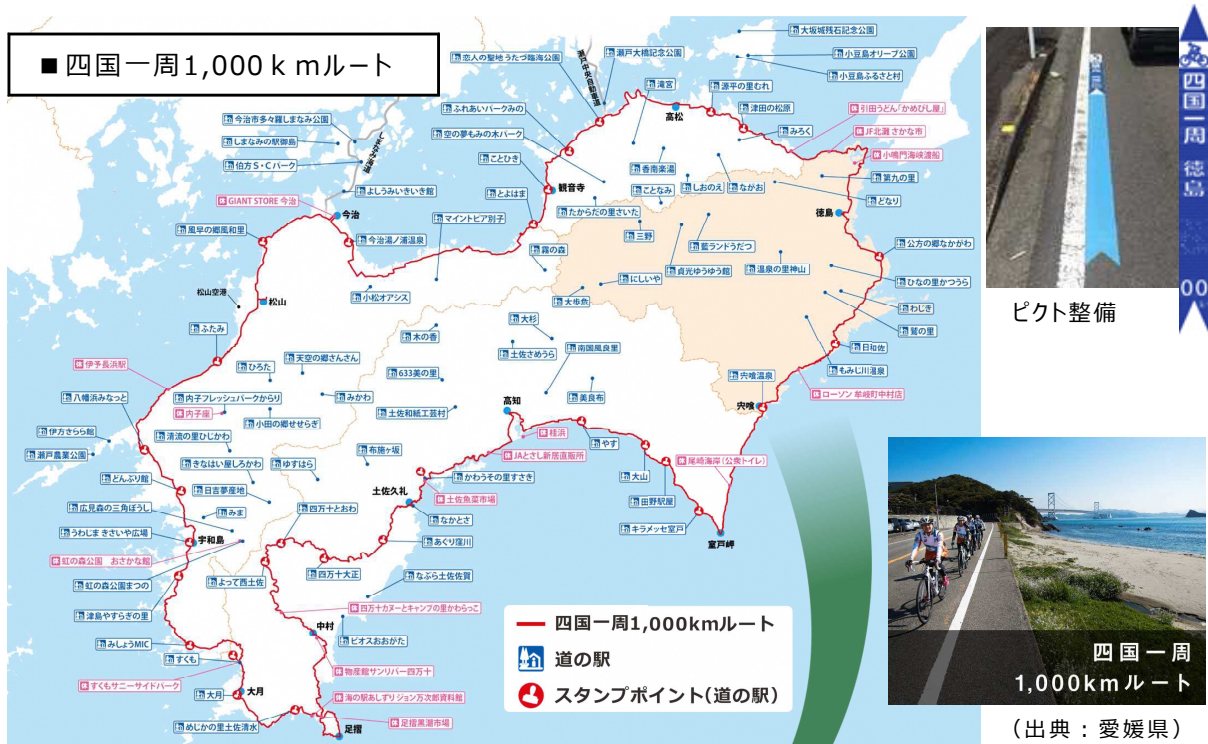 ■四国一周1,000ｋｍルート
大坂城残石記念公園
瀬戸大橋記念公園
小豆島オリーブ公園
恋人の聖地 うたづ臨海公園
瀬戸中央自動車道
小豆島ふるさと村
滝宮
源平の里むれ
ふれあいパークみの
高松
津田の松原
引田うどん「かめびし屋」
今治市多々羅しまなみ公園
空の夢もみの木パーク
みろく
JF北灘 さかな市
しまなみの駅御島
しまなみ海道
小鳴門海峡渡船
伯方S・Cパーク
ことひき
香南楽湯
第九の里
よしうみいきいき館
とよはま
観音寺
ことなみ
しおのえ
ながお
どなり
GIANT STORE 今治
今治
マイントピア別子
たからだの里さいた
徳島
風早の郷風和里
三野
今治湯ノ浦温泉
霧の森
藍ランドうだつ
公方の郷なかがわ
にしいや
貞光ゆうゆう館
温泉の里神山
ひなの里かつうら
松山空港
松山
小松オアシス
大歩危
わじき
鷲の里
ふたみ
木の香
大杉
日和佐
伊予長浜駅
天空の郷さんさん
土佐さめうら
南国風良里
もみじ川温泉
ひろた
633美の里
宍喰温泉
八幡浜みなっと
内子フレッシュパークからり
みかわ
美良布
ローソン 牟岐町中村店
内子座
土佐和紙工芸村
高知
宍喰
伊方きらら館
小田の郷せせらぎ
清流の里ひじかわ
桂浜
瀬戸農業公園
布施ヶ坂
やす
きなはい屋しろかわ
ゆすはら
JAとさし新居直販所
尾崎海岸(公衆トイレ)
どんぶり館
日吉夢産地
かわうその里すさき
大山
広見森の三角ぼうし
みま
土佐久礼
土佐魚菜市場
田野駅屋
四万十とおわ
なかとさ
キラメッセ室戸
うわじま きさいや広場
宇和島
あぐり窪川
室戸岬
虹の森公園 おさかな館
虹の森公園まつの
よって西土佐
四万十大正
なぶら土佐佐賀
津島やすらぎの里
四万十カヌーとキャンプの里かわらっこ
中村
ビオスおおがた
みしょうMIC
すくも
物産館サンリバー四万十
すくもサニーサイドパーク
大月
大月
海の駅あしずり ジョン万次郎資料館
めじかの里土佐清水
足摺
足摺黒潮市場
四国一周1,000kmルート
道の駅
スタンプポイント(道の駅)
四国一周 徳島
00
ピクト整備
四国一周
1,000kmルート
(出典：愛媛県)